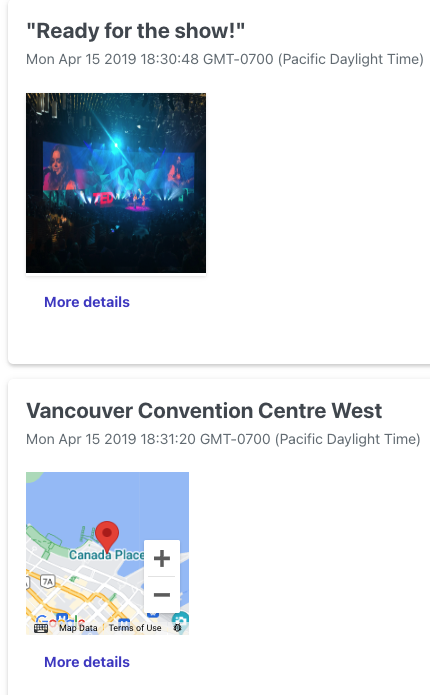 "Ready for the show!"
Mon Apr 15 2019 18:30:48 GMT-0700 (Pacific Daylight Time)
TED
More details
Vancouver Convention Centre West
Mon Apr 15 2019 18:31:20 GMT-0700 (Pacific Daylight Time)
Canada Place
7A
Google
Map Data
Terms of Use
More details